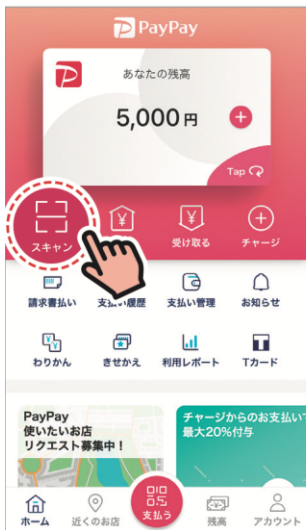 PayPay
あなたの残高
5,000 円
Tap
スキャン
受け取る
チャージ
請求書払い
支払い履歴
支払い管理
お知らせ
わりかん
きせかえ
利用レポート
Tカード
PayPay
使いたいお店
リクエスト募集中！
チャージからのお支払いで
最大20%付与
ホーム
近くのお店
支払う
残高
アカウント